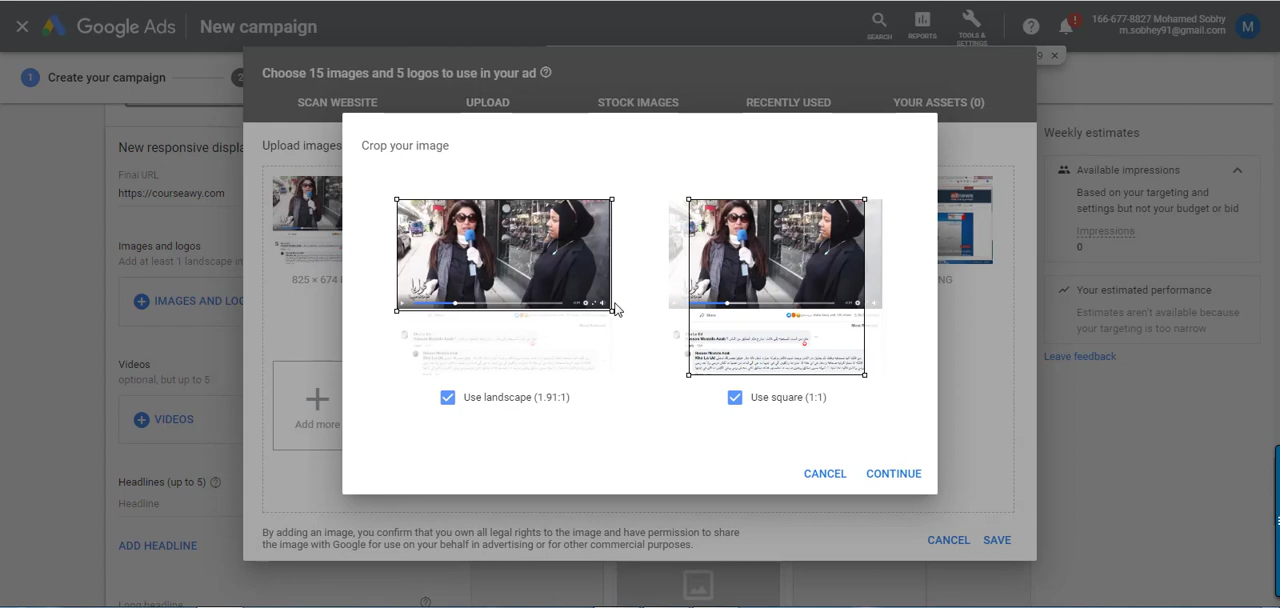 Google Ads
New campaign
SEARCH
REPORTS
TOOLS &
SETTINGS
!
166-677-8827 Mohamed Sobhy
m.sobhey91@gmail.com
M
1
Create your campaign
2
9
Choose 15 images and 5 logos to use in your ad
SCAN WEBSITE
UPLOAD
STOCK IMAGES
RECENTLY USED
YOUR ASSETS (0)
New responsive displa
Final URL
https://courseawy.com
Images and logos
Add at least 1 landscape in
IMAGES AND LOG
Videos
optional, but up to 5
VIDEOS
Headlines (up to 5)
Headline
ADD HEADLINE
Long headline
Upload images
825 × 674
NG
Add more
Crop your image
Use landscape (1.91:1)
Use square (1:1)
CANCEL
CONTINUE
By adding an image, you confirm that you own all legal rights to the image and have permission to share
the image with Google for use on your behalf in advertising or for other commercial purposes.
CANCEL
SAVE
Weekly estimates
Available impressions
Based on your targeting and
settings but not your budget or bid
Impressions
0
Your estimated performance
Estimates aren't available because
your targeting is too narrow
Leave feedback